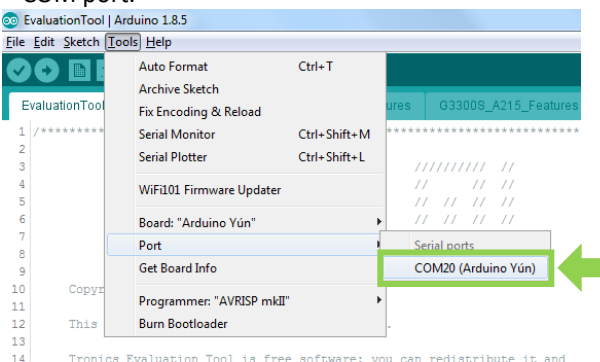 COM port.
EvaluationTool | Arduino 1.8.5
File Edit Sketch Tools Help
Auto Format Ctrl+T
Archive Sketch
EvaluationTool Fix Encoding & Reload ures G3300S_A215_Features
1 /********* Serial Monitor Ctrl+Shift+M ****************************
2
Serial Plotter Ctrl+Shift+L
3 ////////// //
4 WiFi101 Firmware Updater // // //
5 // // // //
6 Board: "Arduino Yún" // // // //
7 Port Serial ports
8
9 Get Board Info COM20 (Arduino Yún)
10 Copyr
11 Programmer: "AVRISP mkII"
12 This Burn Bootloader .
13
14 Tronics Evaluation Tool is free software: you can redistribute it and